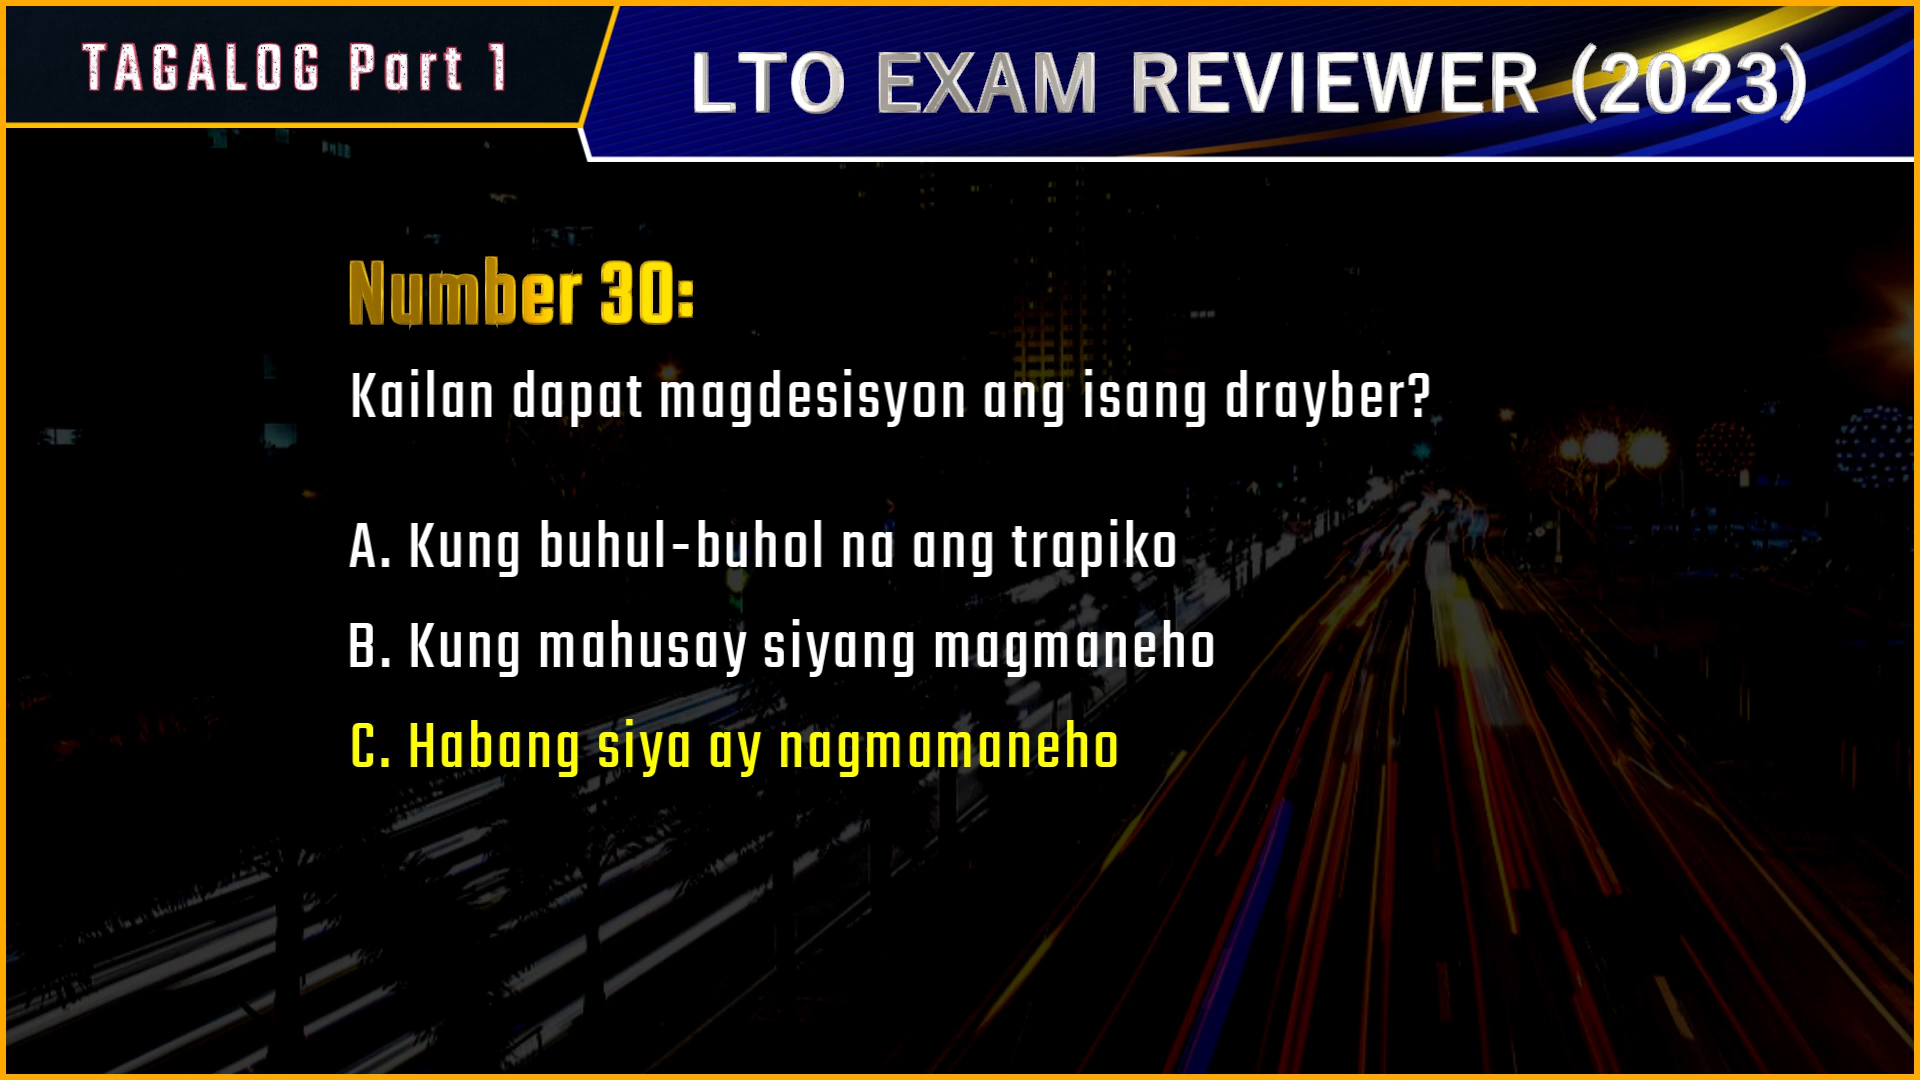 TAGALOG Part 1
LTO EXAM REVIEWER (2023)
Number 30:
Kailan dapat magdesisyon ang isang drayber?
A. Kung buhul-buhol na ang trapiko
B. Kung mahusay siyang magmaneho
C. Habang siya ay nagmamaneho